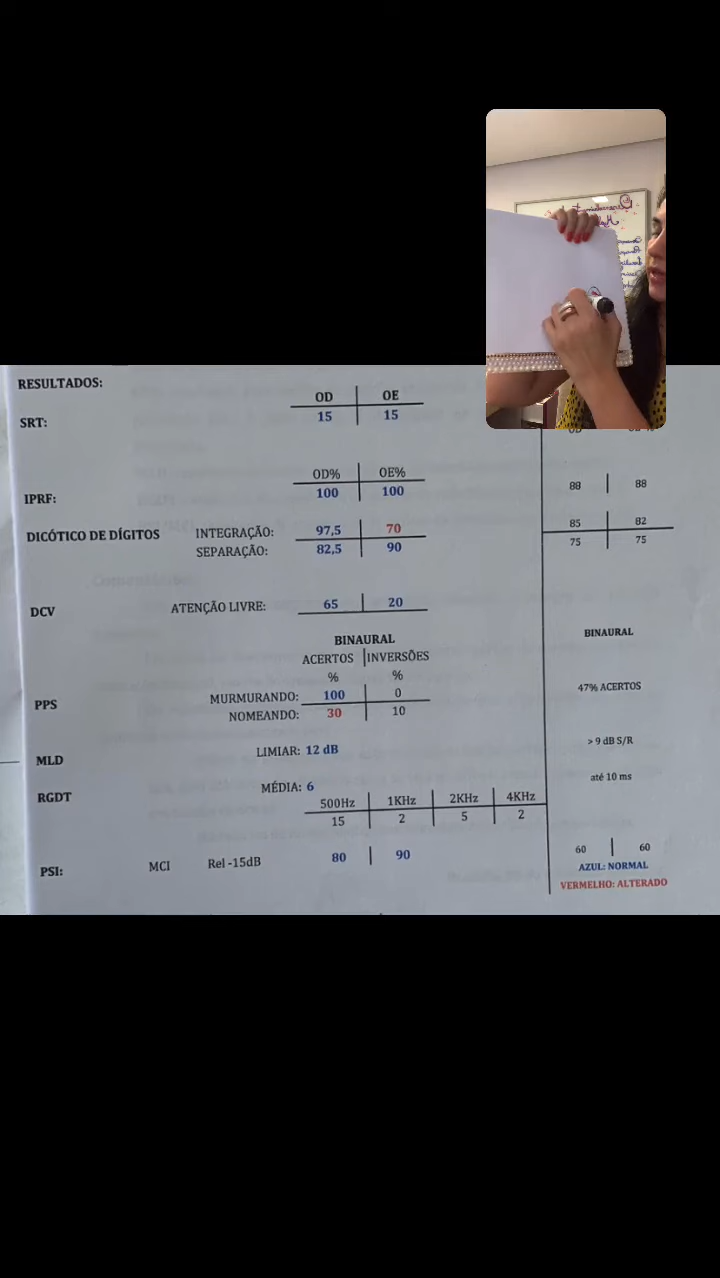 RESULTADOS:
OD OE
SRT: 15 15
OD% OE%
IPRF: 100 100 88 88
DICÓTICO DE DÍGITOS INTEGRAÇÃO: 97,5 70 85 82
SEPARAÇÃO: 82,5 90 75 75
DCV ATENÇÃO LIVRE: 65 20
BINAURAL BINAURAL
ACERTOS INVERSÕES
% %
PPS MURMURANDO: 100 0 47% ACERTOS
NOMEANDO: 30 10
MLD LIMIAR: 12 dB > 9 dB S/R
RGDT MÉDIA: 6 até 10 ms
500Hz 1KHz 2KHz 4KHz
15 2 5 2
PSI: MCI Rel -15dB 80 90 60 60
AZUL: NORMAL
VERMELHO: ALTERADO